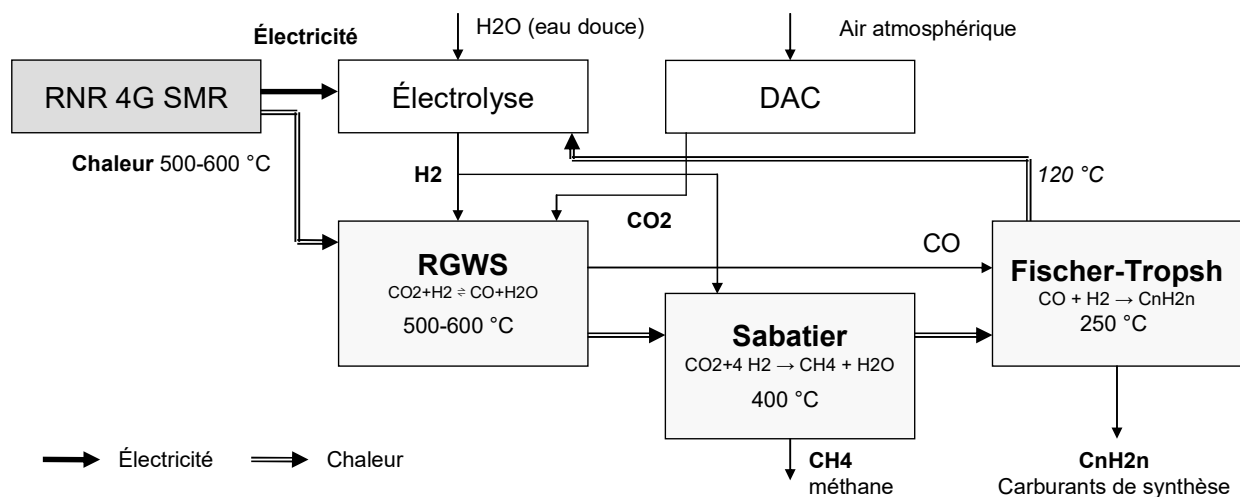 H2O (eau douce)
Air atmosphérique
Électricité
RNR 4G SMR
Électrolyse
DAC
Chaleur 500-600 °C
H2
120 °C
CO2
CO
RGWS
CO2+H2 ⇌ CO+H2O
500-600 °C
Fischer-Tropsh
CO + H2 → CnH2n
250 °C
Sabatier
CO2+4 H2 → CH4 + H2O
400 °C
Électricité
Chaleur
CH4
méthane
CnH2n
Carburants de synthèse